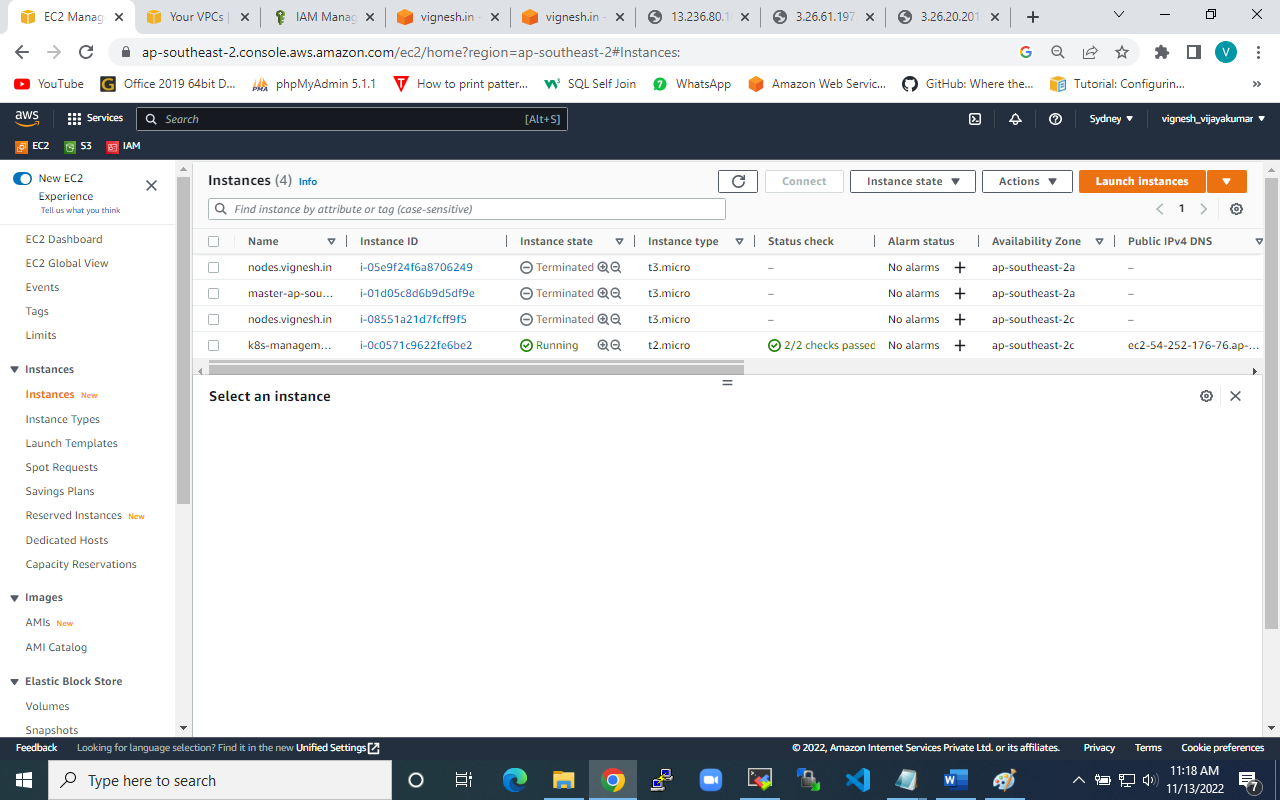 EC2 Manag
Your VPCs |
IAM Manag
vignesh.in -
vignesh.in -
13.236.80.1
3.26.61.197
3.26.20.201
ap-southeast-2.console.aws.amazon.com/ec2/home?region=ap-southeast-2#Instances:
V
YouTube
Office 2019 64bit D...
phpMyAdmin 5.1.1
How to print patter...
SQL Self Join
7
WhatsApp
Amazon Web Servic...
GitHub: Where the...
Tutorial: Configurin...
»
aws
Services
Search
[Alt+S]
Sydney
vignesh_vijayakumar
EC2
S3
IAM
New EC2
Experience
Tell us what you think
EC2 Dashboard
EC2 Global View
Events
Tags
Limits
Instances
Instances New
Instance Types
Launch Templates
Spot Requests
Savings Plans
Reserved Instances New
Dedicated Hosts
Capacity Reservations
Images
AMIs New
AMI Catalog
Elastic Block Store
Volumes
Snapshots
Instances (4) Info
Connect
Instance state
Actions
Launch instances
Find instance by attribute or tag (case-sensitive)
1
Name Instance ID Instance state Instance type Status check Alarm status Availability Zone Public IPv4 DNS
nodes.vignesh.in i-05e9f24f6a8706249 Terminated t3.micro – No alarms + ap-southeast-2a –
master-ap-sou... i-01d05c8d6b9d5df9e Terminated t3.micro – No alarms + ap-southeast-2a –
nodes.vignesh.in i-08551a21d7fcff9f5 Terminated t3.micro – No alarms + ap-southeast-2c –
k8s-managem... i-0c0571c9622fe6be2 Running t2.micro 2/2 checks passed No alarms + ap-southeast-2c ec2-54-252-176-76.ap-...
Select an instance
Feedback
Looking for language selection? Find it in the new Unified Settings
© 2022, Amazon Internet Services Private Ltd. or its affiliates.
Privacy
Terms
Cookie preferences
Type here to search
11:18 AM
11/13/2022
7